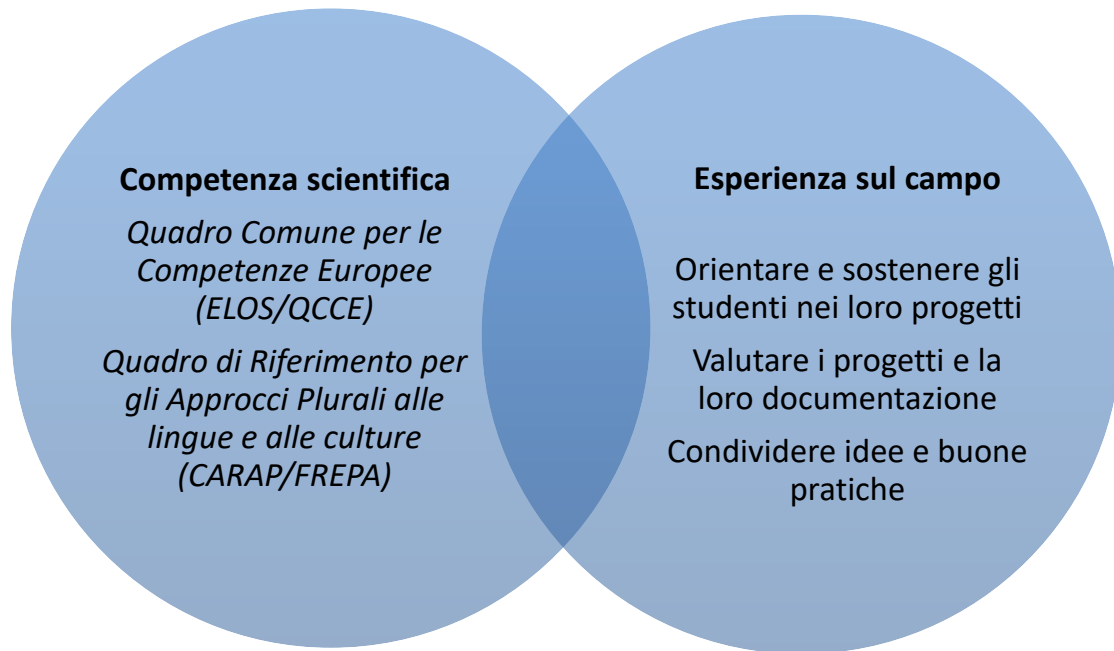 Competenza scientifica
Quadro Comune per le
Competenze Europee
(ELOS/QCCE)
Quadro di Riferimento per
gli Approcci Plurali alle
lingue e alle culture
(CARAP/FREPA)
Esperienza sul campo
Orientare e sostenere gli
studenti nei loro progetti
Valutare i progetti e la
loro documentazione
Condividere idee e buone
pratiche